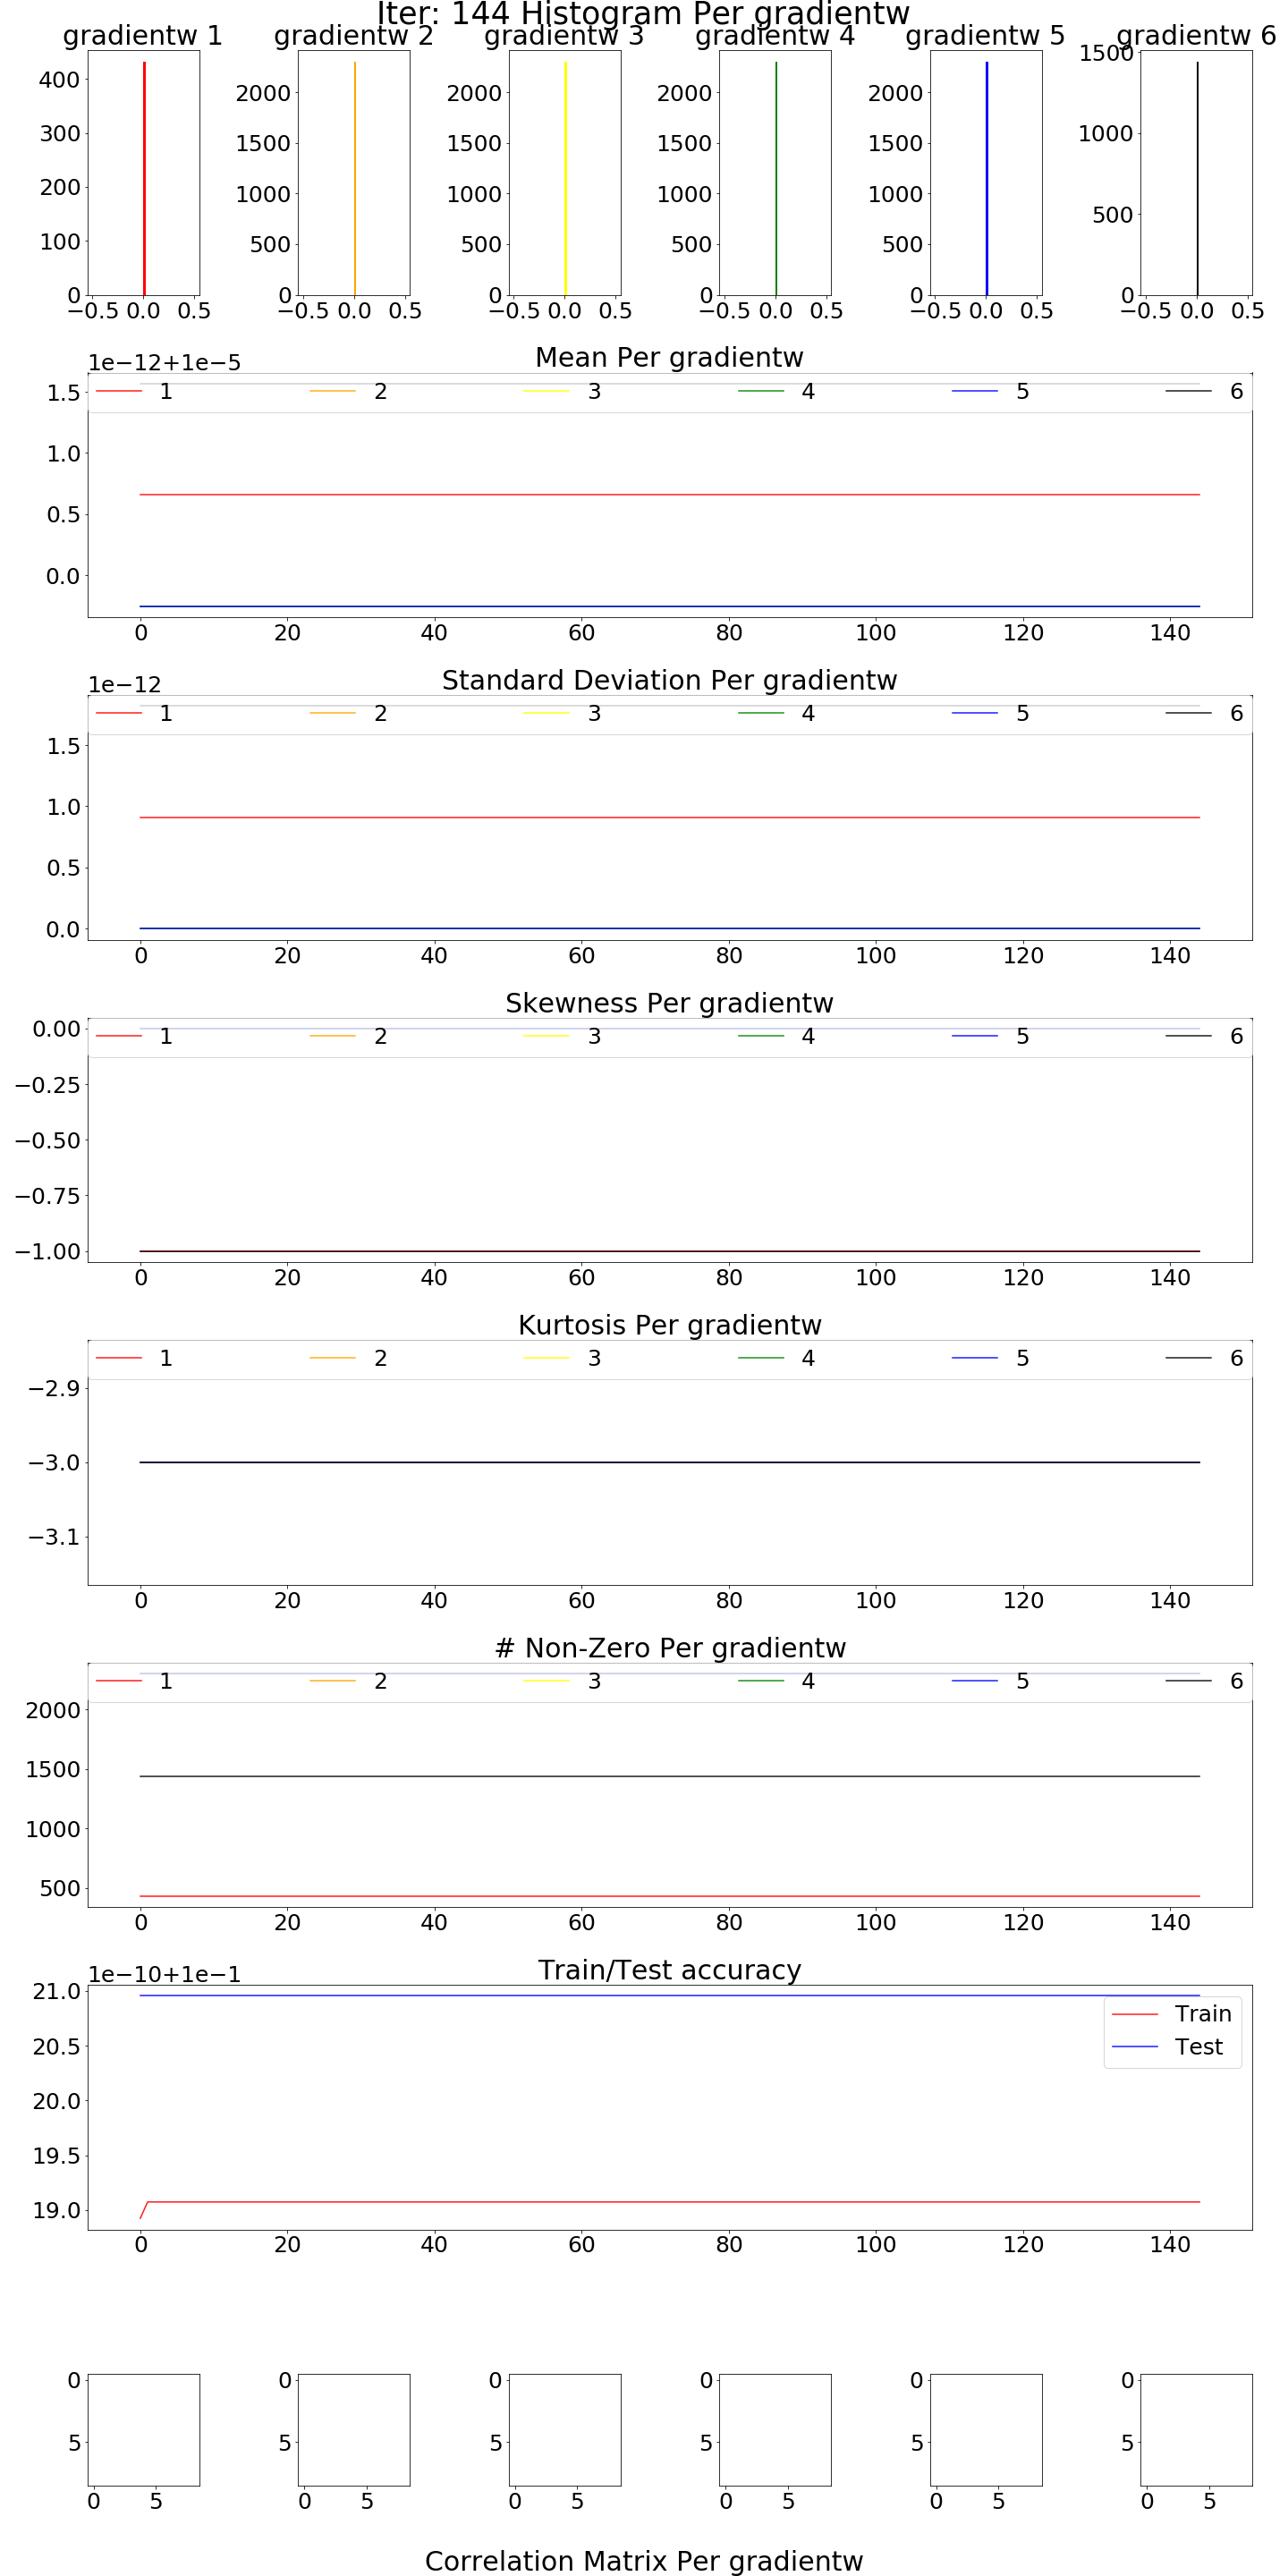 Iter: 144 Histogram Per gradientw
gradientw 1 gradientw 2 gradientw 3 gradientw 4 gradientw 5 gradientw 6
400 300 200 100 0
−0.5 0.0 0.5
2000 1500 1000 500 0
−0.5 0.0 0.5
2000 1500 1000 500 0
−0.5 0.0 0.5
2000 1500 1000 500 0
−0.5 0.0 0.5
2000 1500 1000 500 0
−0.5 0.0 0.5
1500 1000 500 0
−0.5 0.0 0.5
Mean Per gradientw
1e−12+1e−5
1 2 3 4 5 6
1.5
1.0
0.5
0.0
0 20 40 60 80 100 120 140
Standard Deviation Per gradientw
1e−12
1 2 3 4 5 6
1.5
1.0
0.5
0.0
0 20 40 60 80 100 120 140
Skewness Per gradientw
1 2 3 4 5 6
0.00
−0.25
−0.50
−0.75
−1.00
0 20 40 60 80 100 120 140
Kurtosis Per gradientw
1 2 3 4 5 6
−2.9
−3.0
−3.1
0 20 40 60 80 100 120 140
# Non-Zero Per gradientw
1 2 3 4 5 6
2000
1500
1000
500
0 20 40 60 80 100 120 140
Train/Test accuracy
1e−10+1e−1
21.0
20.5
20.0
19.5
19.0
Train
Test
0 20 40 60 80 100 120 140
0 0 0 0 0 0
5 5 5 5 5 5
0 5 0 5 0 5 0 5 0 5 0 5
Correlation Matrix Per gradientw